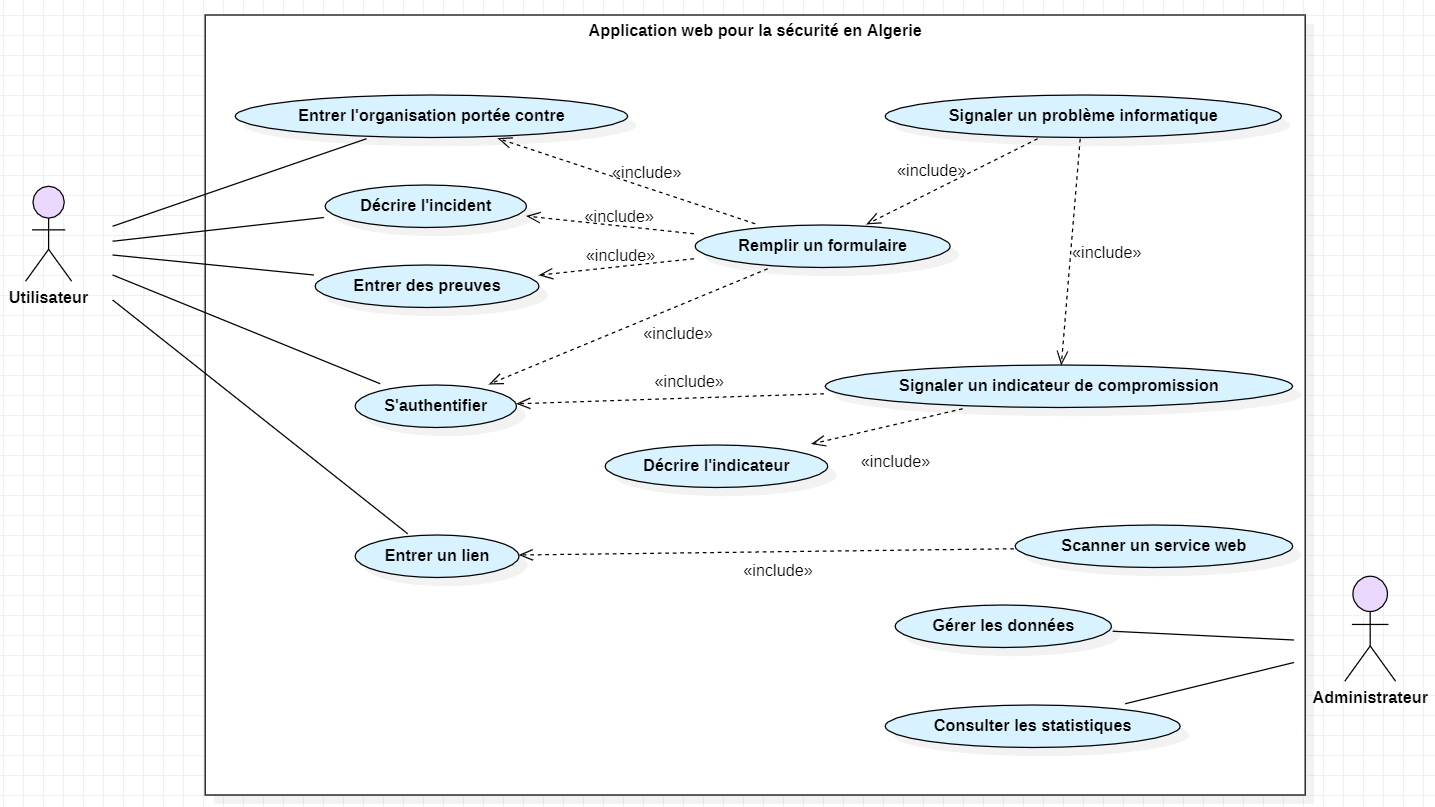 Application web pour la sécurité en Algerie
Entrer l'organisation portée contre
Signaler un problème informatique
«include»
«include»
Décrire l'incident
«include»
Remplir un formulaire
«include»
«include»
Entrer des preuves
Utilisateur
«include»
«include»
Signaler un indicateur de compromission
S'authentifier
Décrire l'indicateur
«include»
Entrer un lien
Scanner un service web
«include»
Gérer les données
Administrateur
Consulter les statistiques